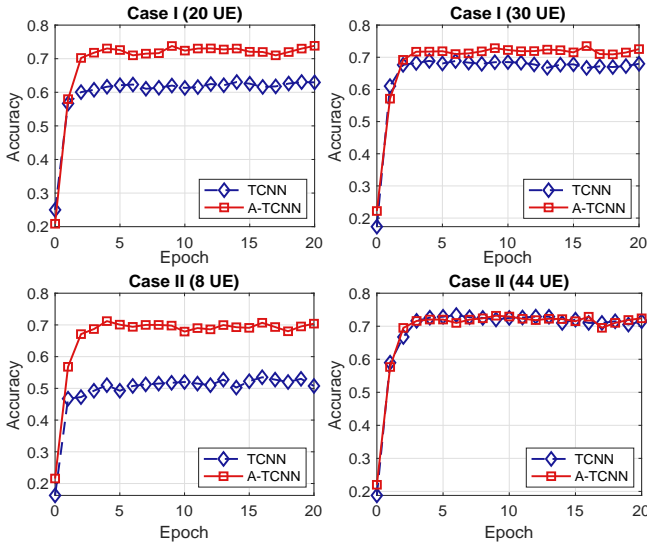 Case I (20 UE)
0.8
0.7
0.6
0.5
0.4
0.3
0.2
Accuracy
TCNN
A-TCNN
0 5 10 15 20
Epoch
Case I (30 UE)
0.8
0.7
0.6
0.5
0.4
0.3
0.2
Accuracy
TCNN
A-TCNN
0 5 10 15 20
Epoch
Case II (8 UE)
0.8
0.7
0.6
0.5
0.4
0.3
0.2
Accuracy
TCNN
A-TCNN
0 5 10 15 20
Epoch
Case II (44 UE)
0.8
0.7
0.6
0.5
0.4
0.3
0.2
Accuracy
TCNN
A-TCNN
0 5 10 15 20
Epoch